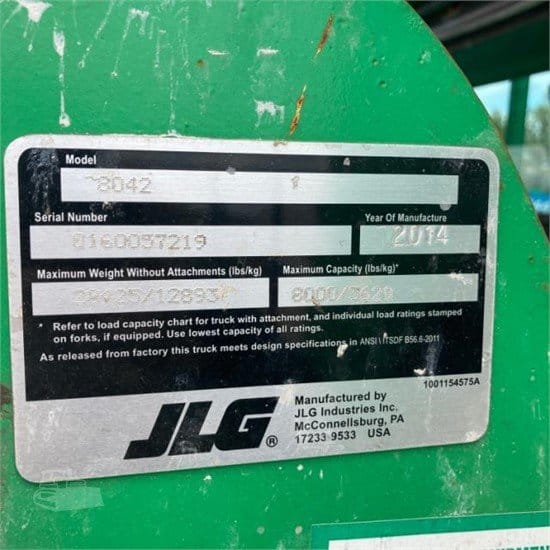 Model
8042 1
Serial Number
Year Of Manufacture
0160057219
2014
Maximum Weight Without Attachments (lbs/kg)
Maximum Capacity (lbs/kg)*
8000/3629
* Refer to load capacity chart for truck with attachment, and individual load ratings stamped
on forks, if equipped. Use lowest capacity of all ratings.
As released from factory this truck meets design specifications in ANSI \ ITSDF B56.6-2011
1001154575A
JLG®
Manufactured by
JLG Industries Inc.
McConnellsburg, PA
17233 9533 USA